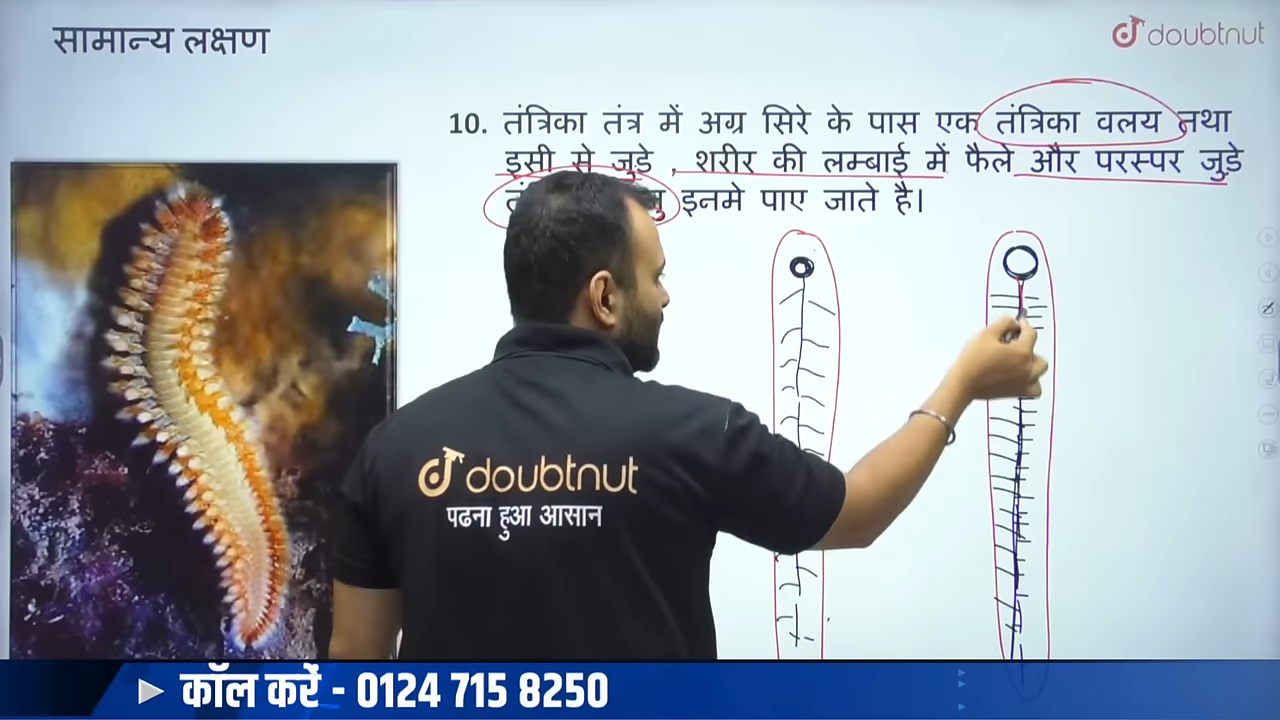 सामान्य लक्षण
doubtnut
10. तंत्रिका तंत्र में अग्र सिरे के पास एक तंत्रिका वलय तथा
इसी से जुड़े , शरीर की लम्बाई में फैले और परस्पर जुड़े
इनमे पाए जाते है।
doubtnut
पढना हुआ आसान
कॉल करें - 0124 715 8250